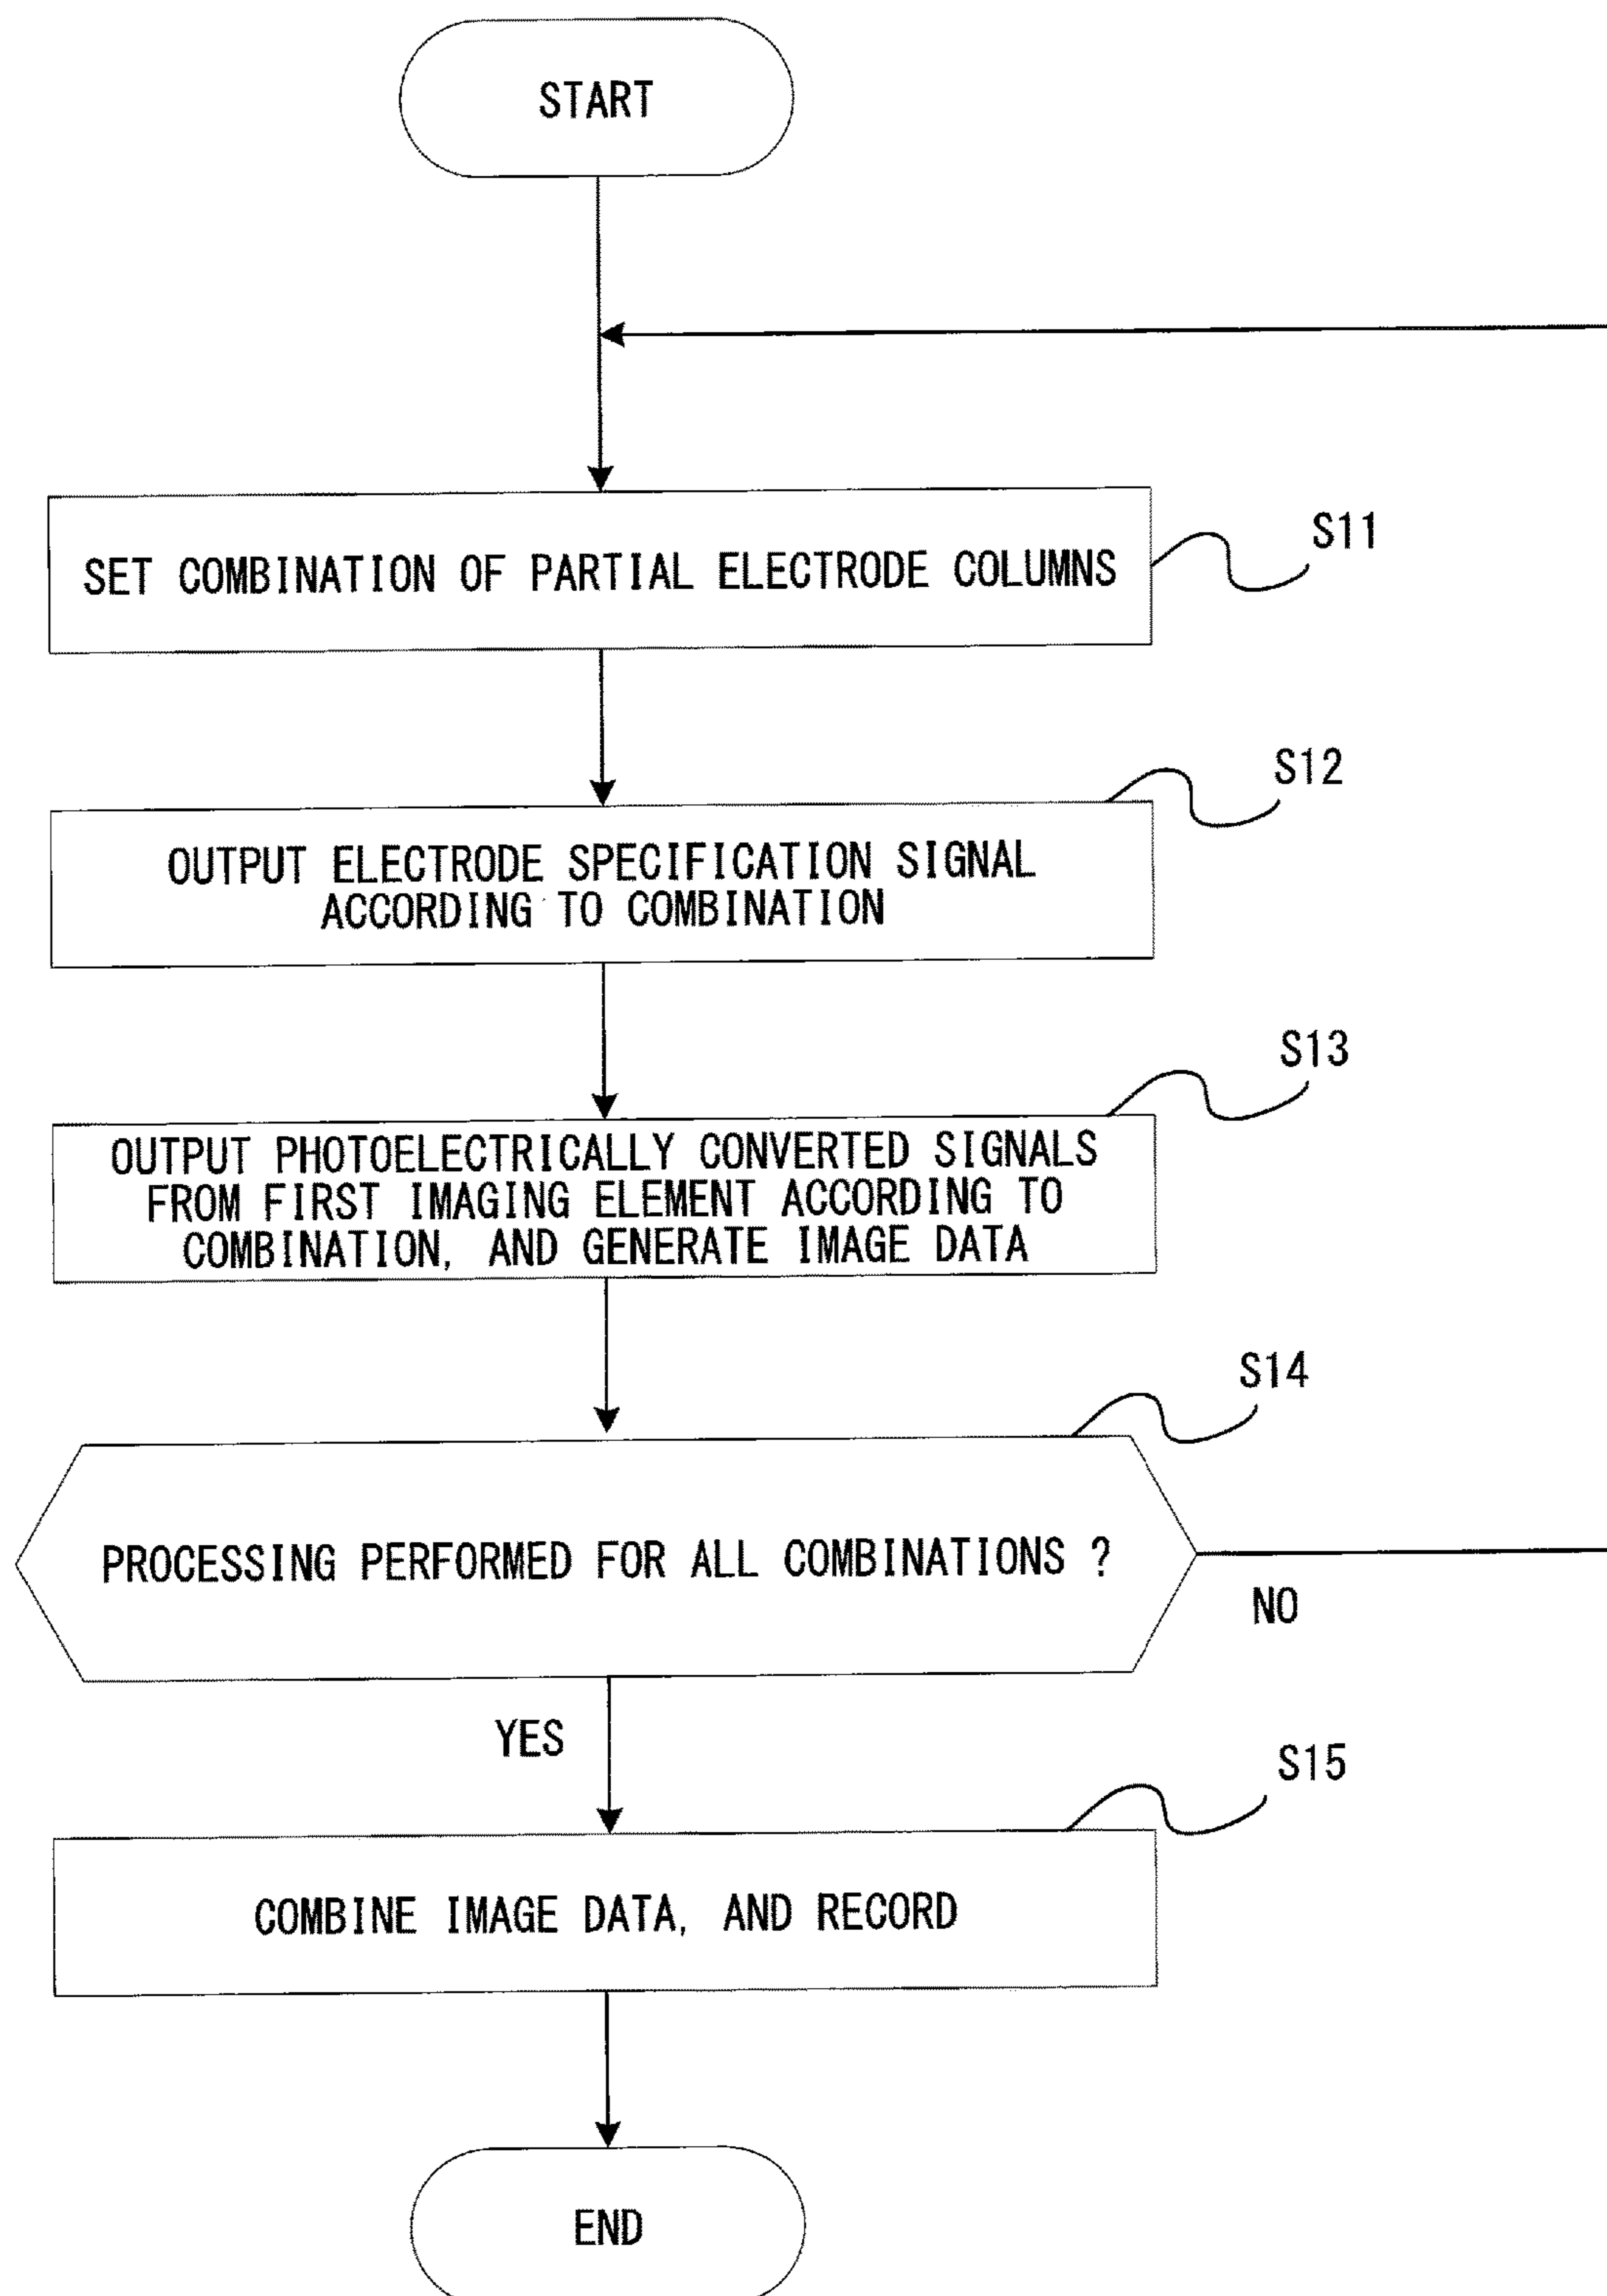 START
SET COMBINATION OF PARTIAL ELECTRODE COLUMNS
S11
S12
OUTPUT ELECTRODE SPECIFICATION SIGNAL
ACCORDING TO COMBINATION
S13
OUTPUT PHOTOELECTRICALLY CONVERTED SIGNALS
FROM FIRST IMAGING ELEMENT ACCORDING TO
COMBINATION, AND GENERATE IMAGE DATA
S14
PROCESSING PERFORMED FOR ALL COMBINATIONS ?
NO
YES
S15
COMBINE IMAGE DATA, AND RECORD
END